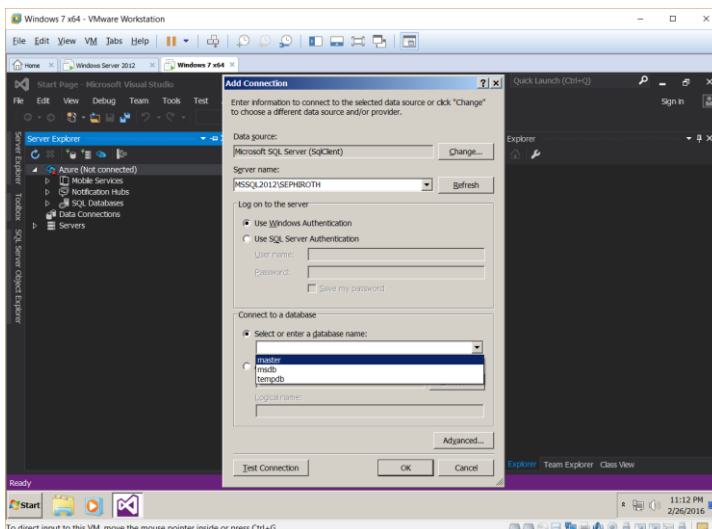 Windows 7 x64 - VMware Workstation
File Edit View VM Tabs Help
Home Windows Server 2012 Windows 7 x64
Start Page - Microsoft Visual Studio
Quick Launch (Ctrl+Q)
File Edit View Debug Team Tools Test
Sign in
Server Explorer
Azure (Not connected)
Mobile Services
Notification Hubs
SQL Databases
Data Connections
Servers
Server Explorer
Toolbox
SQL Server Object Explorer
Add Connection
Enter information to connect to the selected data source or click "Change"
to choose a different data source and/or provider.
Data source:
Microsoft SQL Server (SqlClient)
Change...
Server name:
MSSQL2012\SEPHIROTH
Refresh
Log on to the server
Use Windows Authentication
Use SQL Server Authentication
User name:
Password:
Save my password
Connect to a database
Select or enter a database name:
master
msdb
tempdb
Logical name:
Advanced...
Test Connection
OK
Cancel
Explorer
Explorer Team Explorer Class View
Ready
Start
11:12 PM
2/26/2016
To direct input to this VM, move the mouse pointer inside or press Ctrl+G.